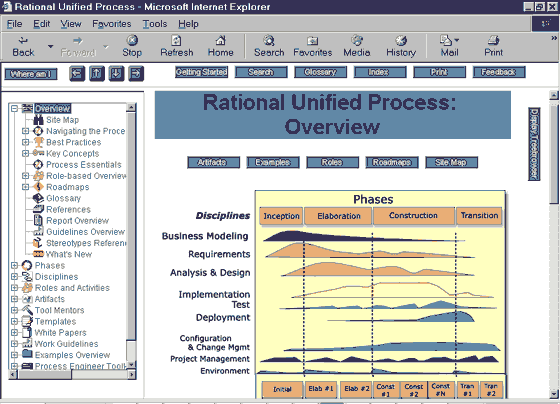 Rational Unified Process - Microsoft Internet Explorer
File Edit View Favorites Tools Help
Back Forward Stop Refresh Home Search Favorites Media History Mail Print
Where am I Getting Started Search Glossary Index Print Feedback
Overview
Site Map
Navigating the Proce
Best Practices
Key Concepts
Process Essentials
Role-based Overview
Roadmaps
Glossary
References
Report Overview
Guidelines Overview
Stereotypes Referen
What's New
Phases
Disciplines
Roles and Activities
Artifacts
Tool Mentors
Templates
White Papers
Work Guidelines
Examples Overview
Process Engineer Toolk
Rational Unified Process:
Overview
Display Treebrowser
Artifacts Examples Roles Roadmaps Site Map
Phases
Disciplines Inception Elaboration Construction Transition
Business Modeling
Requirements
Analysis & Design
Implementation
Test
Deployment
Configuration
& Change Mgmt
Project Management
Environment
Initial Elab #1 Elab #2 Const #1 Const #2 Const #N Tran #1 Tran #2